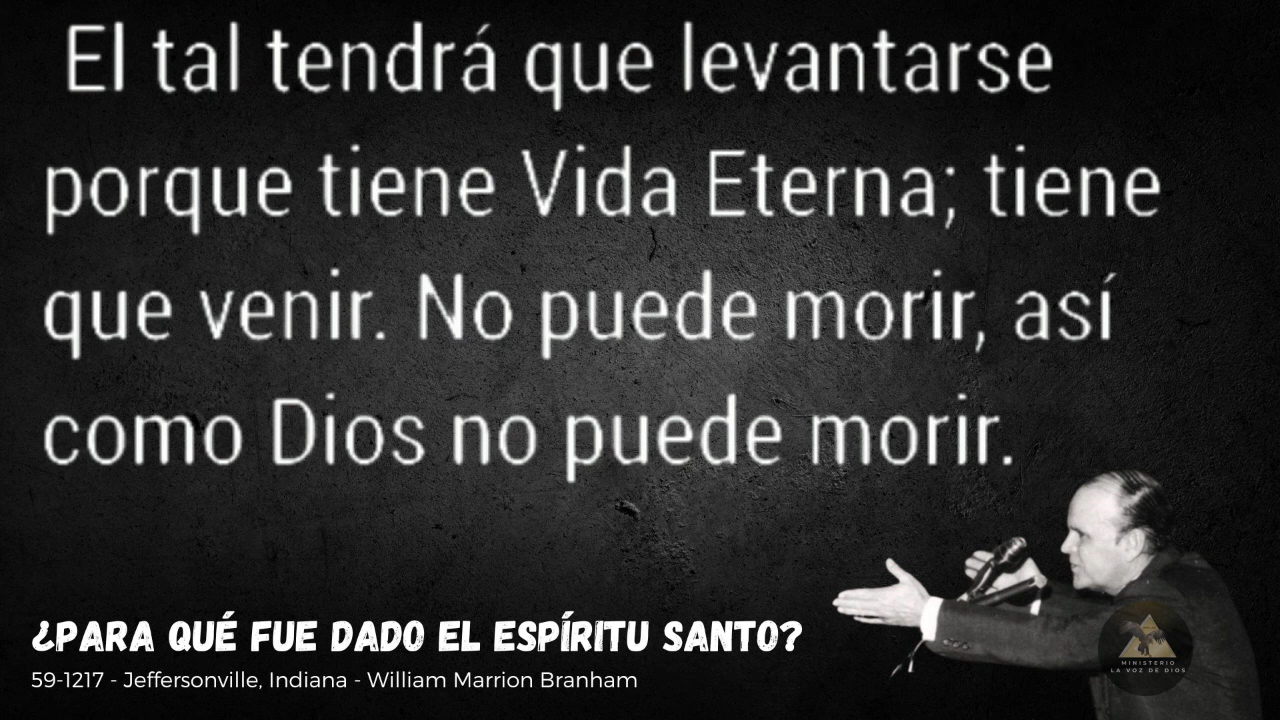 El tal tendrá que levantarse
porque tiene Vida Eterna; tiene
que venir. No puede morir, así
como Dios no puede morir.
¿PARA QUÉ FUE DADO EL ESPÍRITU SANTO?
59-1217 - Jeffersonville, Indiana - William Marrion Branham
MINISTERIO
LA VOZ DE DIOS